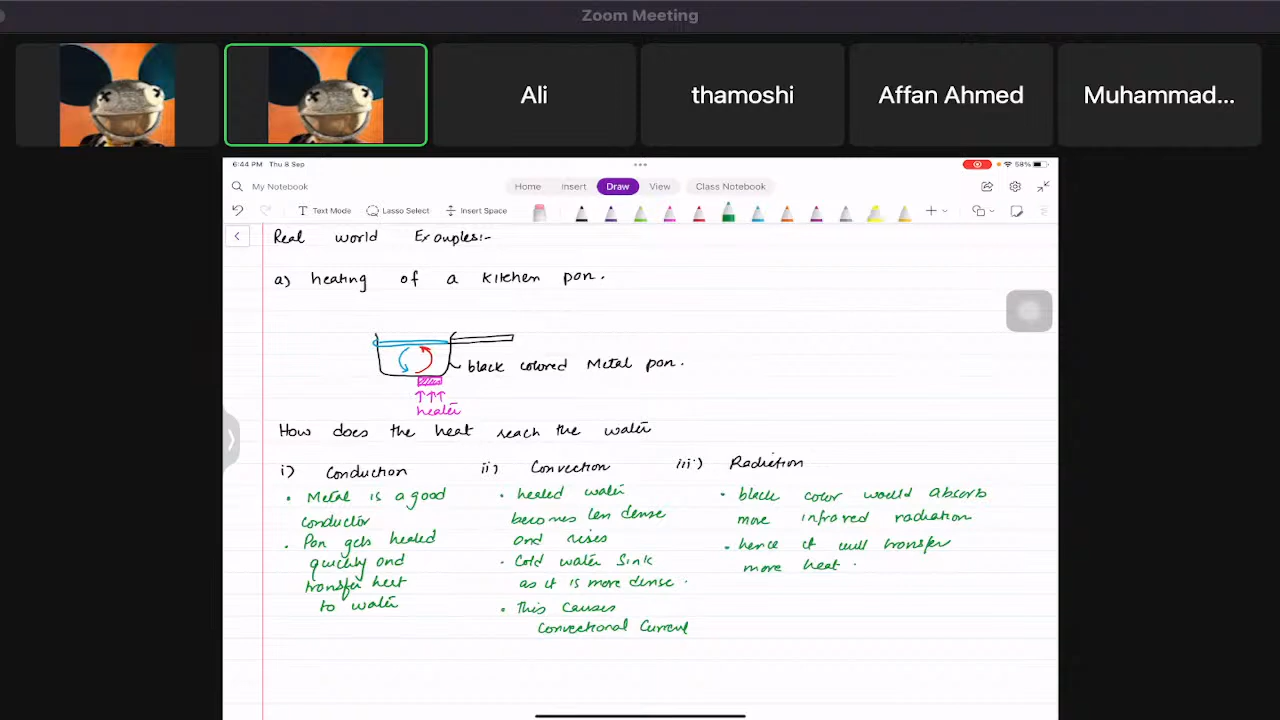 Zoom Meeting
Ali
thamoshi
Affan Ahmed
Muhammad...
6:44 PM Thu 8 Sep
58%
My Notebook
Home
Insert
Draw
View
Class Notebook
Text Mode
Lasso Select
Insert Space
Real world Examples:-
a) heating of a kitchen pan.
black colored Metal pan.
heater
How does the heat reach the water
i) Conduction
• Metal is a good
conductor
• Pan gets heated
quickly and
transfer heat
to water
ii) Convection
• heated water
becomes less dense
and rises
• Cold water sink
as it is more dense.
• This causes
Convectional Current
iii) Radiation
• black color would absorb
more infrared radiation
• hence it will transfer
more heat.